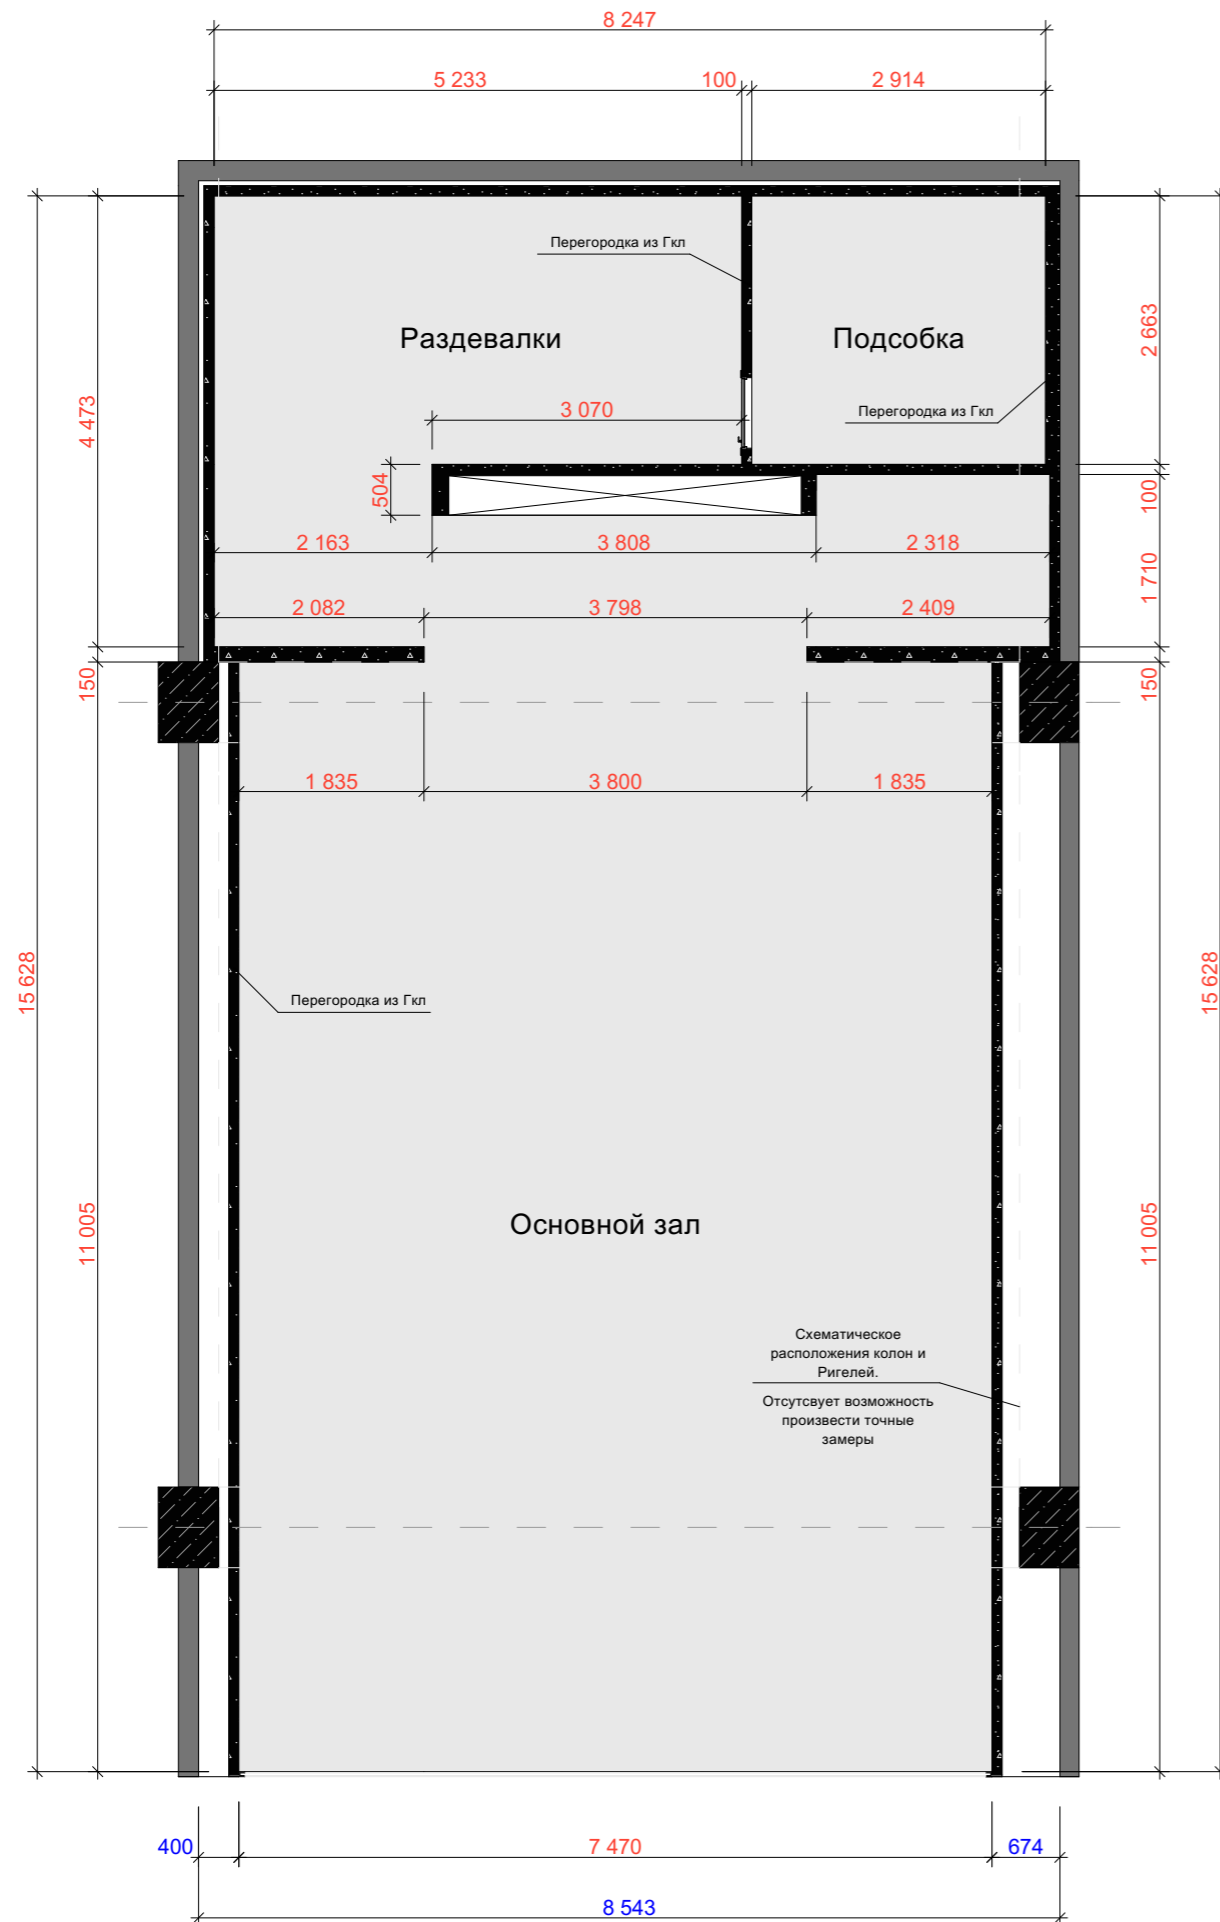 8 247
5 233
100
2 914
Перегородка из Гкл
Раздевалки
Подсобка
2 663
4 473
3 070
Перегородка из Гкл
504
100
2 163
3 808
2 318
1 710
2 082
3 798
2 409
150
150
1 835
3 800
1 835
15 628
15 628
Перегородка из Гкл
11 005
11 005
Основной зал
Схематическое
расположения колон и
Ригелей.
Отсутсвует возможность
произвести точные
замеры
400
7 470
674
8 543